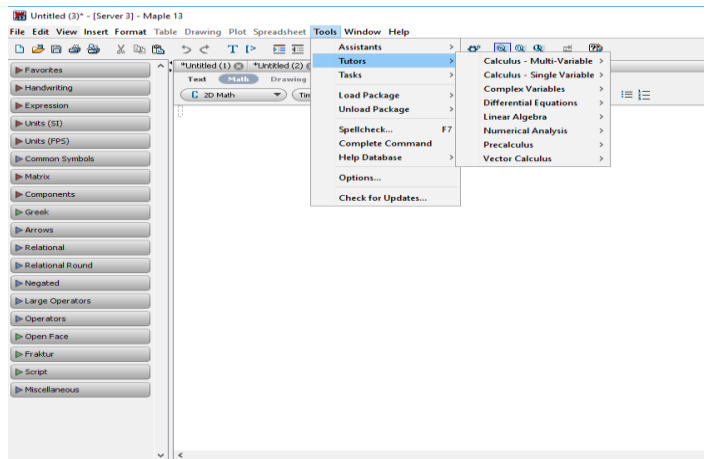 Untitled (3)* - [Server 3] - Maple 13
File Edit View Insert Format Table Drawing Plot Spreadsheet Tools Window Help
*Untitled (1) *Untitled (2)
Text Math Drawing
C 2D Math
Favorites
Handwriting
Expression
Units (SI)
Units (FPS)
Common Symbols
Matrix
Components
Greek
Arrows
Relational
Relational Round
Negated
Large Operators
Operators
Open Face
Fraktur
Script
Miscellaneous
Assistants
Tutors
Tasks
Load Package
Unload Package
Spellcheck... F7
Complete Command
Help Database
Options...
Check for Updates...
Calculus - Multi-Variable
Calculus - Single Variable
Complex Variables
Differential Equations
Linear Algebra
Numerical Analysis
Precalculus
Vector Calculus